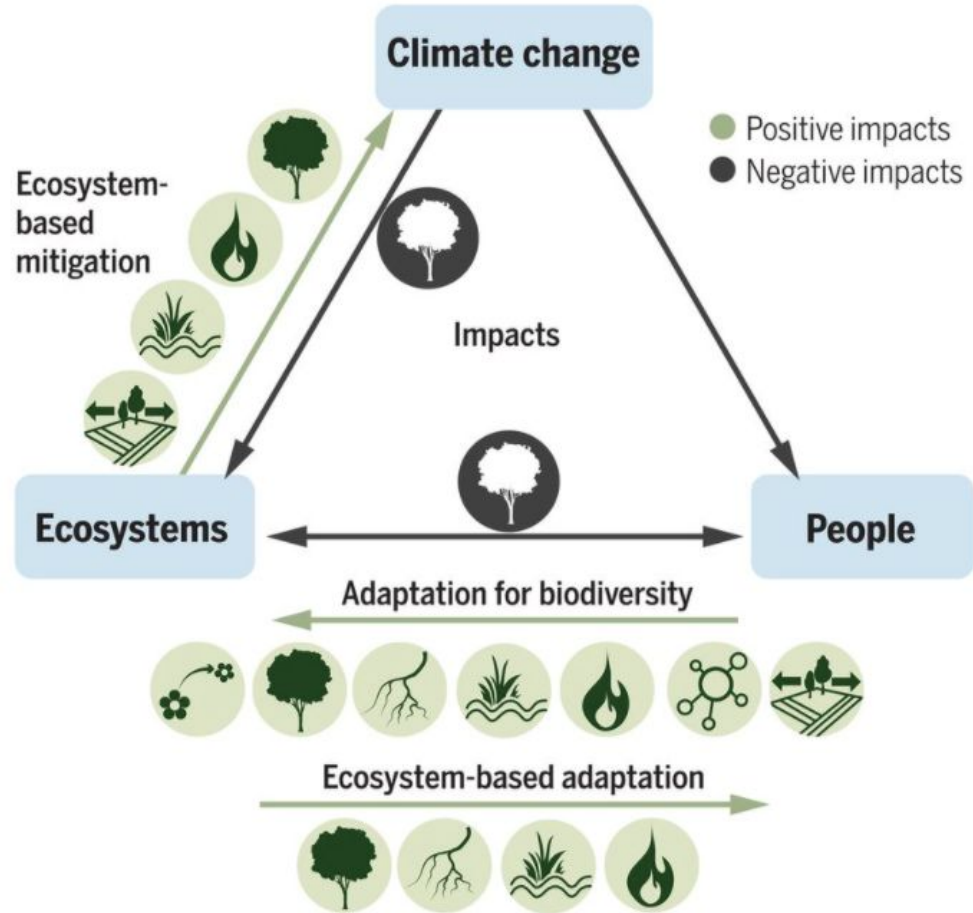 Climate change
Positive impacts
Negative impacts
Ecosystem-
based
mitigation
Impacts
Ecosystems
People
Adaptation for biodiversity
Ecosystem-based adaptation